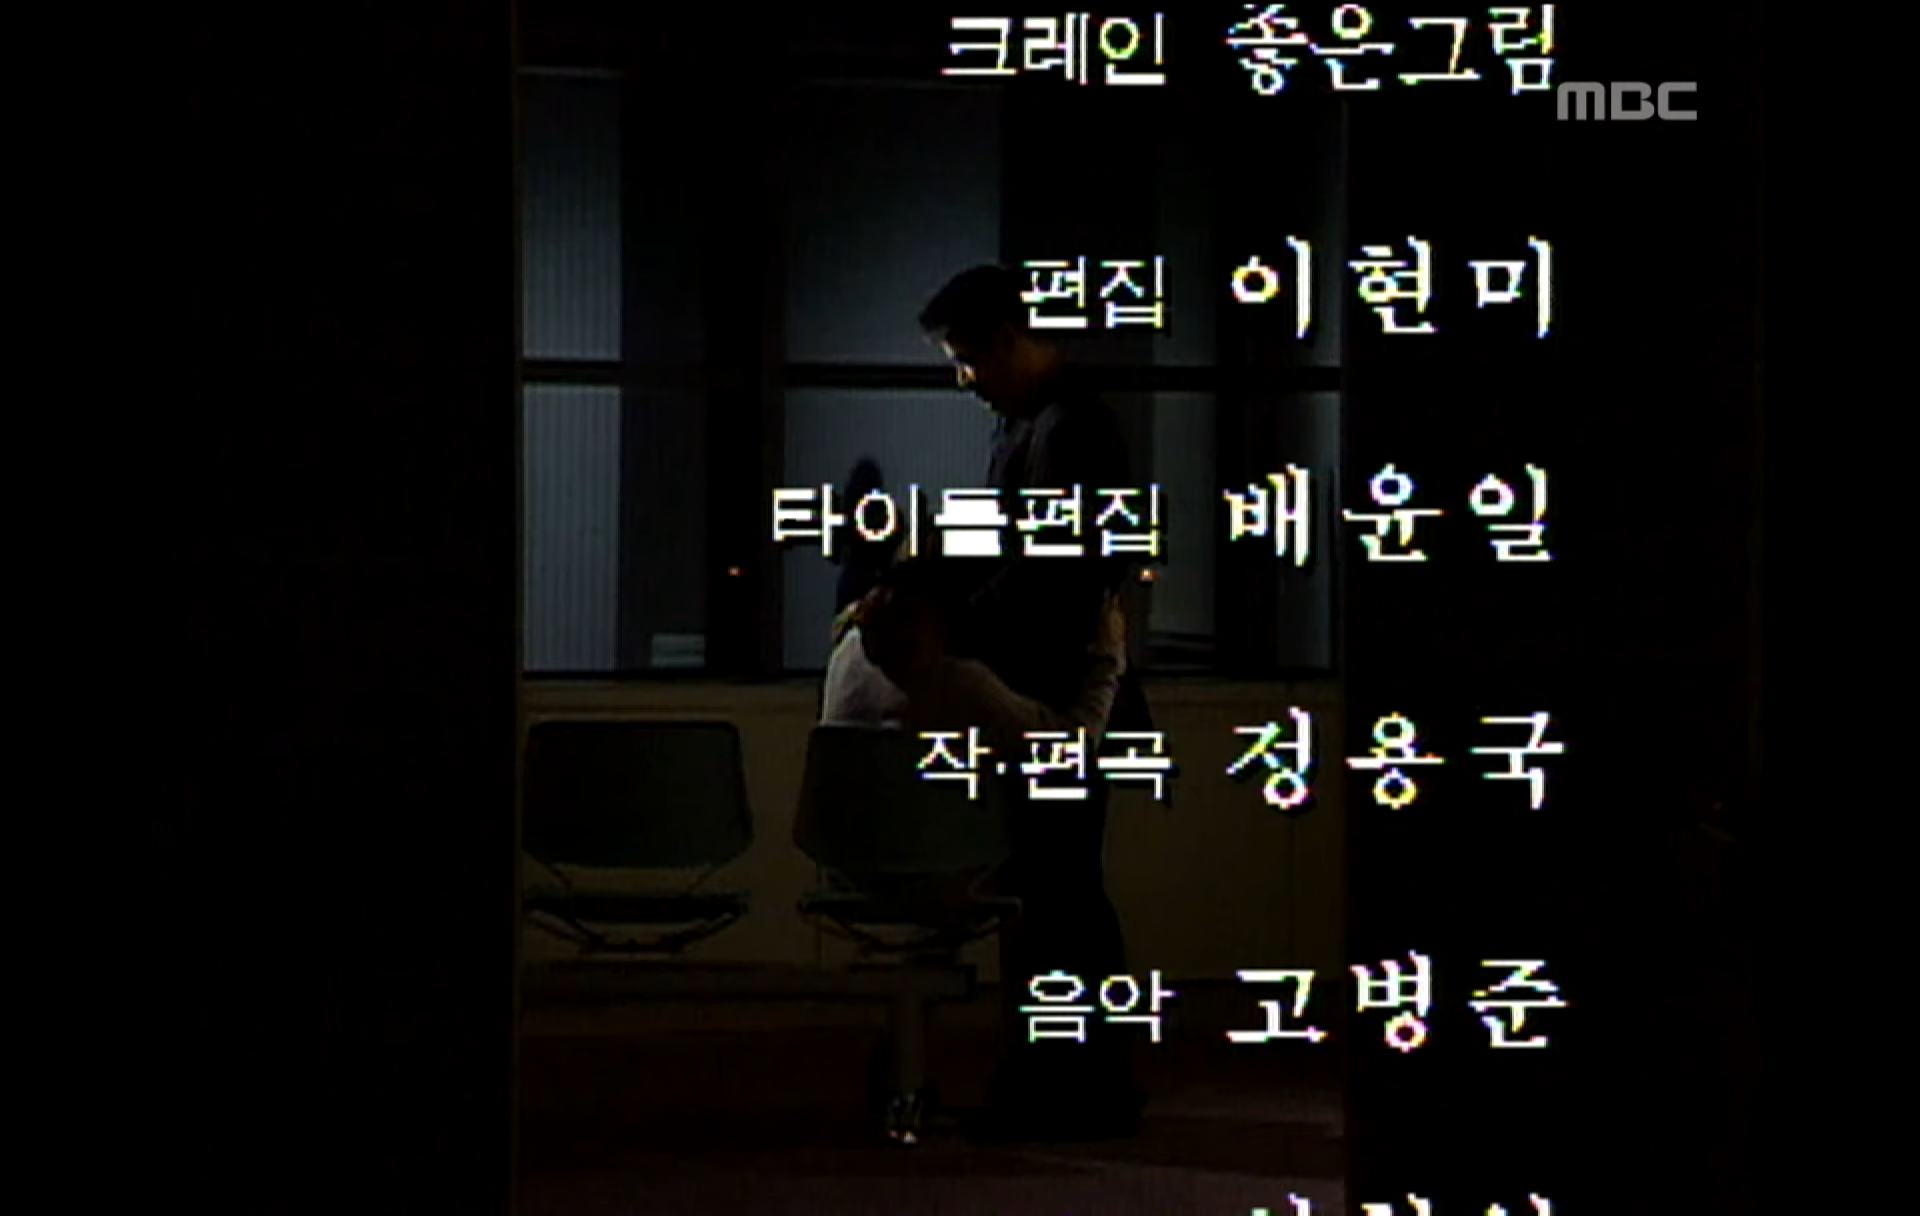 크레인 좋은그림
MBC
편집 이현미
타이틀편집 배윤일
작·편곡 정용국
음악 고병준